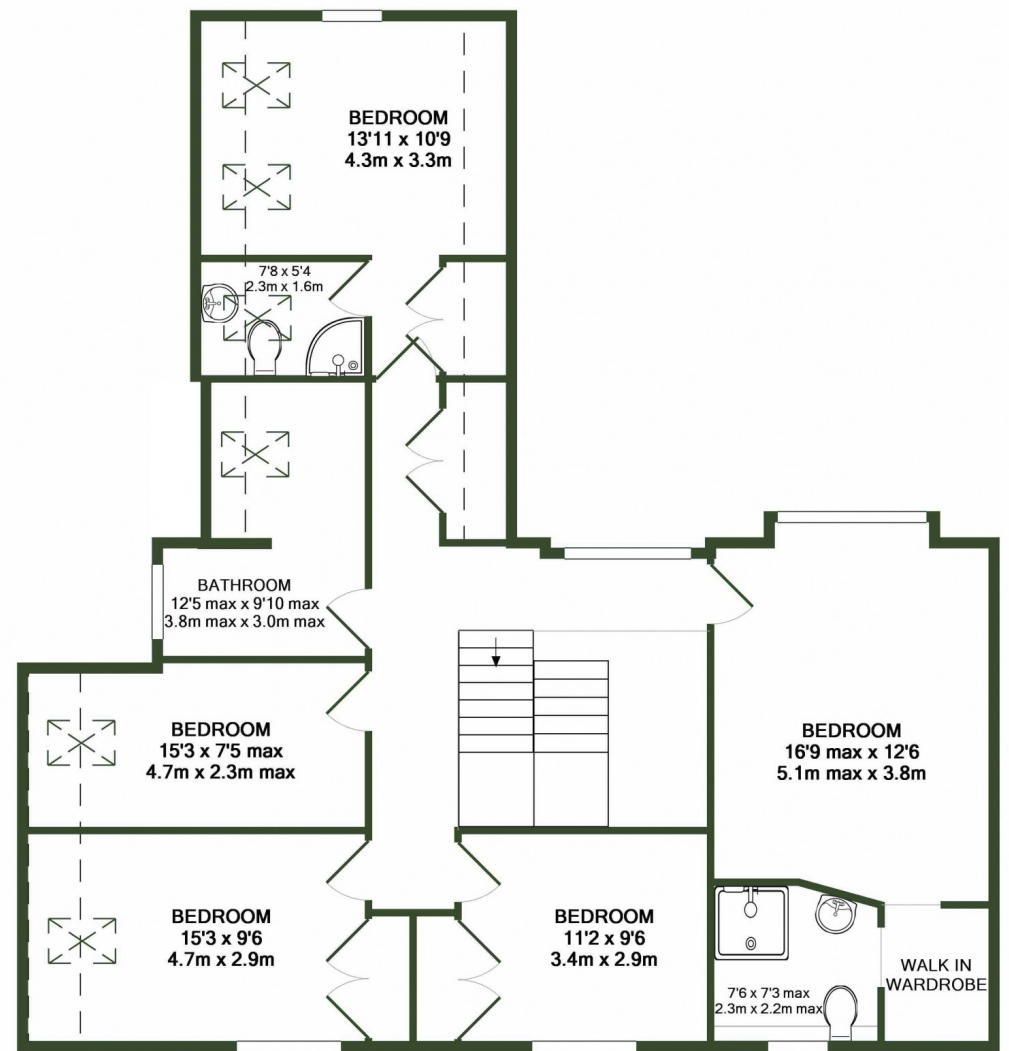 BEDROOM
13'11 x 10'9
4.3m x 3.3m
7'8 x 5'4
2.3m x 1.6m
BATHROOM
12'5 max x 9'10 max
3.8m max x 3.0m max
BEDROOM
15'3 x 7'5 max
4.7m x 2.3m max
BEDROOM
16'9 max x 12'6
5.1m max x 3.8m
BEDROOM
15'3 x 9'6
4.7m x 2.9m
BEDROOM
11'2 x 9'6
3.4m x 2.9m
7'6 x 7'3 max
2.3m x 2.2m max
WALK IN
WARDROBE